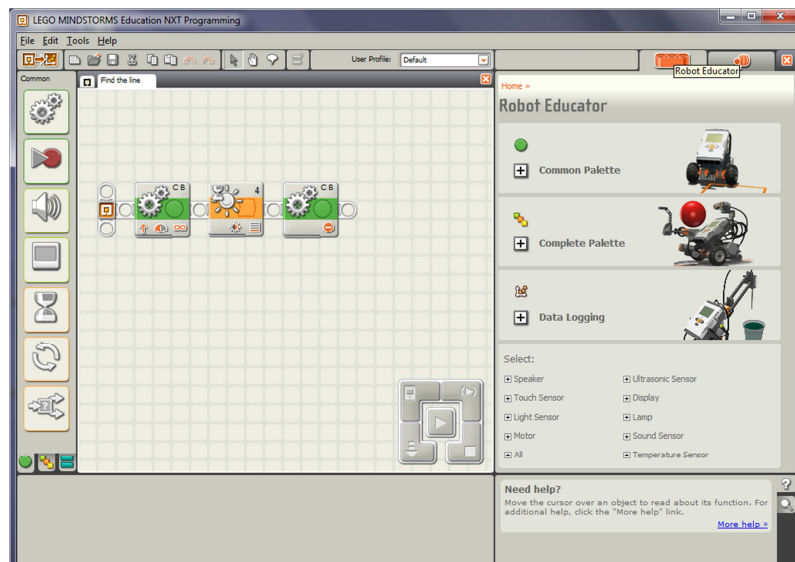 LEGO MINDSTORMS Education NXT Programming
File Edit Tools Help
User Profile: Default
Robot Educator
Common
Find the line
Home »
Robot Educator
Common Palette
C B
4
C B
Complete Palette
Data Logging
Select:
Speaker
Ultrasonic Sensor
Touch Sensor
Display
Light Sensor
Lamp
Motor
Sound Sensor
All
Temperature Sensor
Need help?
Move the cursor over an object to read about its function. For
additional help, click the "More help" link.
More help »